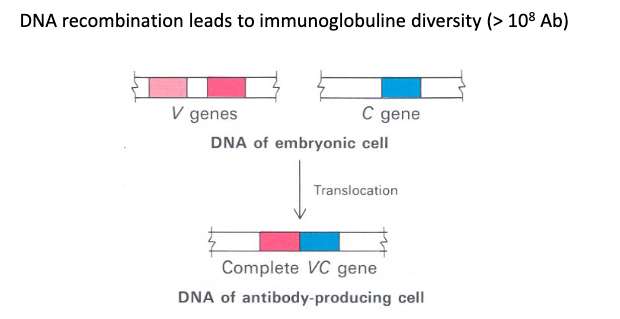 DNA recombination leads to immunoglobuline diversity (> 10⁸ Ab)
V genes
C gene
DNA of embryonic cell
Translocation
Complete VC gene
DNA of antibody-producing cell